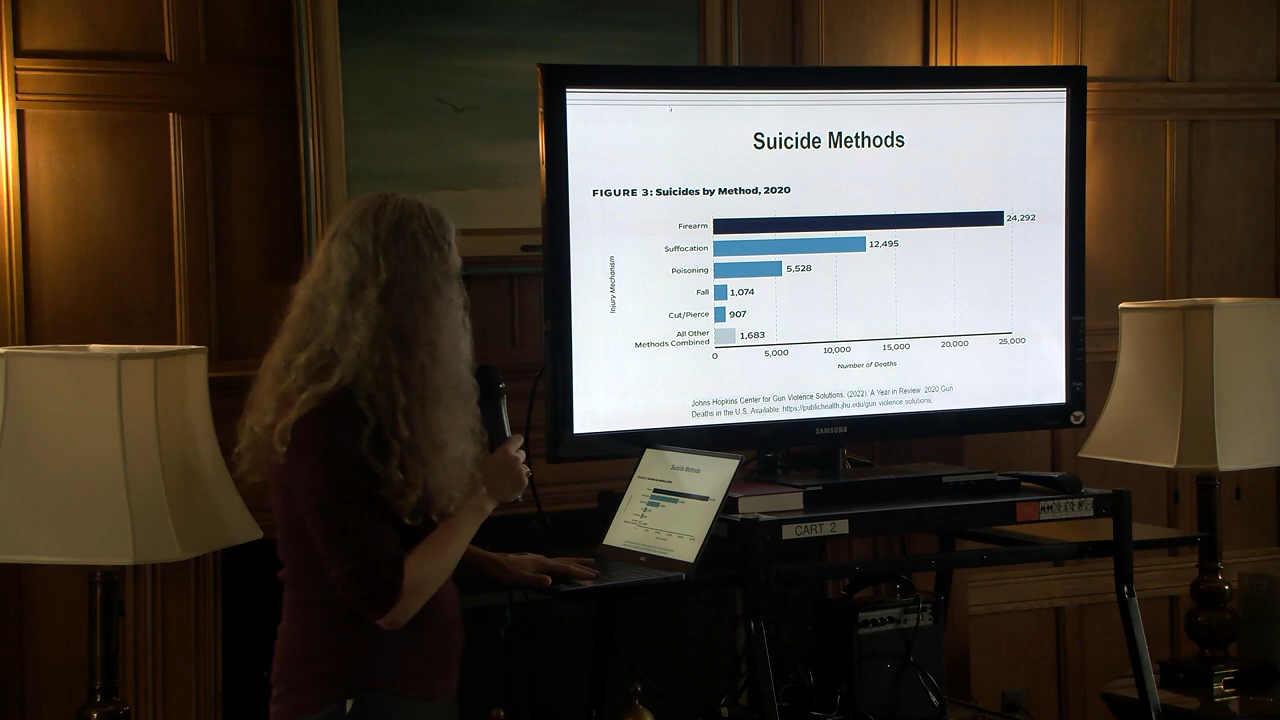 Suicide Methods
FIGURE 3: Suicides by Method, 2020
Injury Mechanism
Firearm
24,292
Suffocation
12,495
Poisoning
5,528
Fall
1,074
Cut/Pierce
907
All Other
Methods Combined
1,683
0
5,000
10,000
15,000
20,000
25,000
Number of Deaths
Johns Hopkins Center for Gun Violence Solutions. (2022). A Year in Review: 2020 Gun
Deaths in the U.S. Available: https://publichealth.jhu.edu/gun violence solutions.
SAMSUNG
Suicide Methods
CART 2